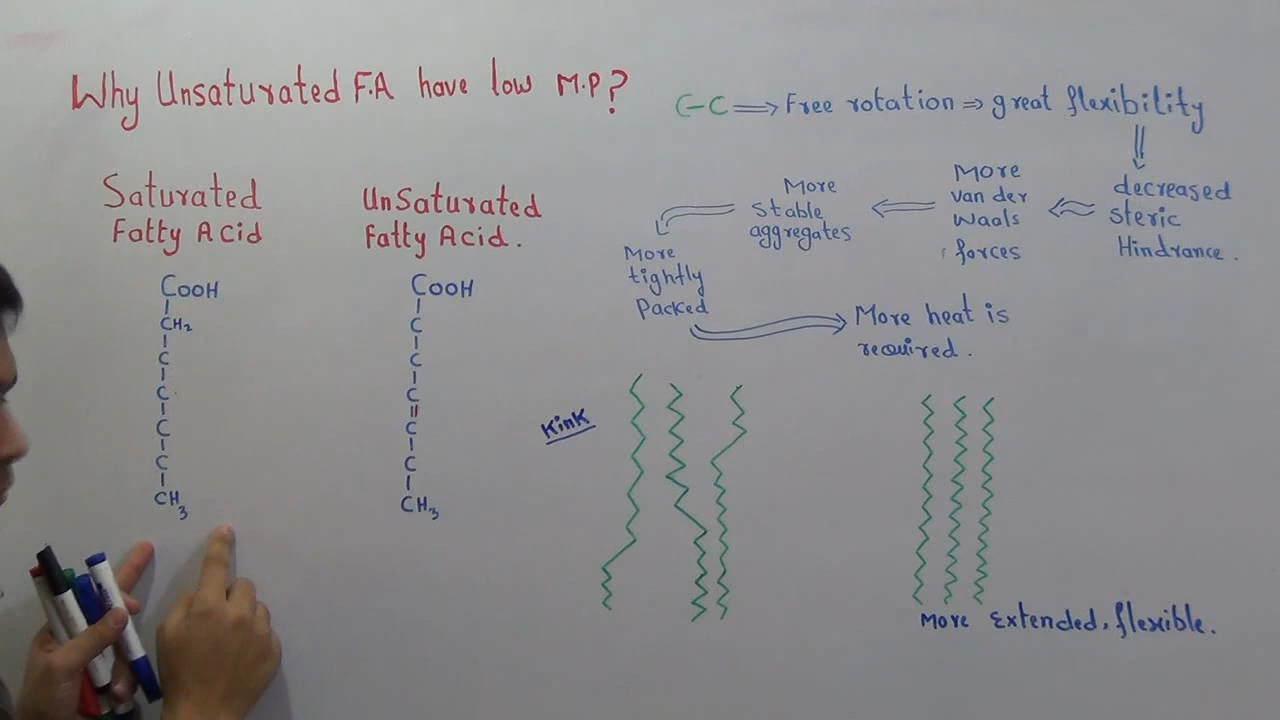 Why Unsaturated F.A have low M.P?
C-C ⟹ Free rotation ⇒ great flexibility
⇓
decreased
steric
Hindrance.
⇐
More
van der
Waals
forces
⇐
More
stable
aggregates
More
tightly
Packed
More heat is
required.
Saturated
Fatty Acid
COOH
CH2
C
C
C
C
CH3
UnSaturated
Fatty Acid.
COOH
C
C
C
C
C
CH3
Kink
More Extended, flexible.